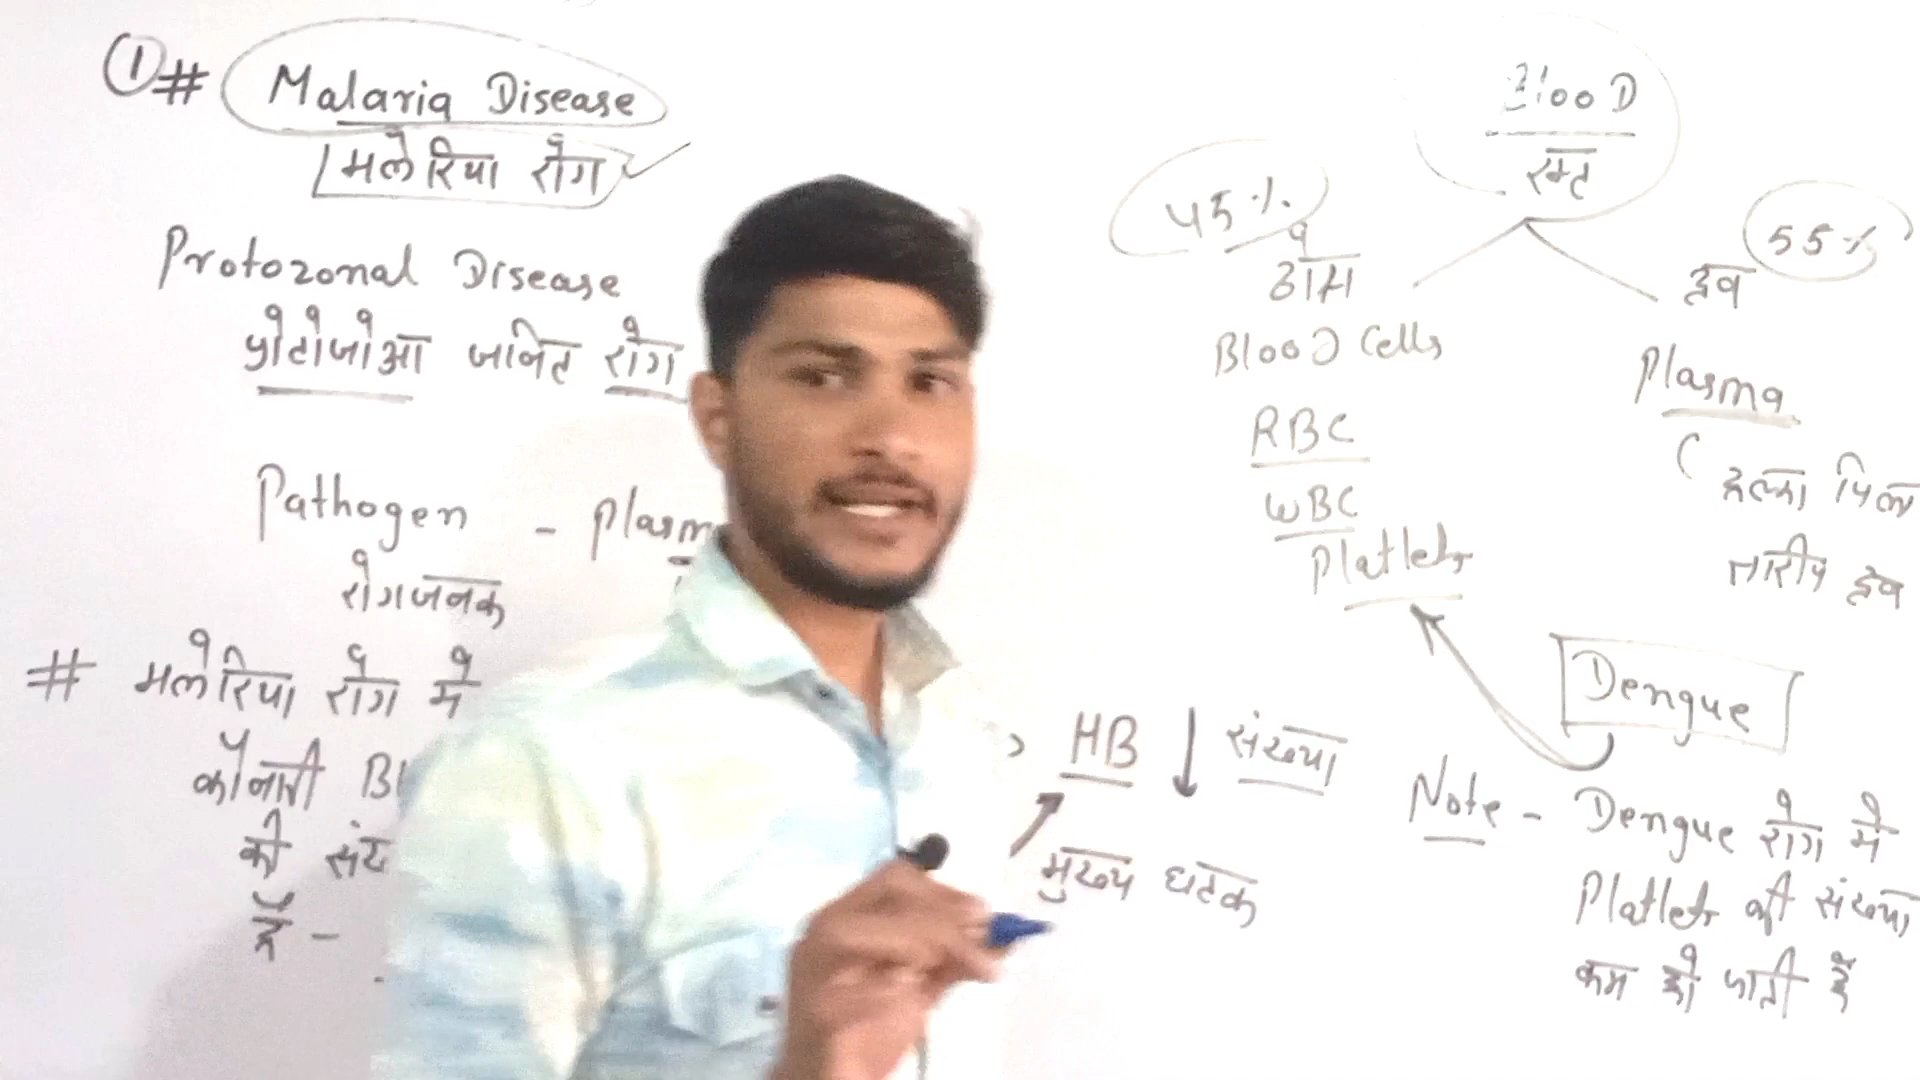 ① # Malaria Disease
मलेरिया रोग
Protozonal Disease
प्रोटोजोआ जनित रोग
Pathogen - Plasm
रोगजनक
# मलेरिया रोग मे
कौनसी Bl
की संख्
हैं -
BlooD
रक्त
45 %
ठोस
Blood Cells
RBC
WBC
Platlets
55 %
द्रव
Plasma
( हल्का पिला
द्रव
Dengue
HB ↓ संख्या
मुख्य घटक
Note - Dengue रोग मे
Platlets की संख्या
कम हो जाती हैं